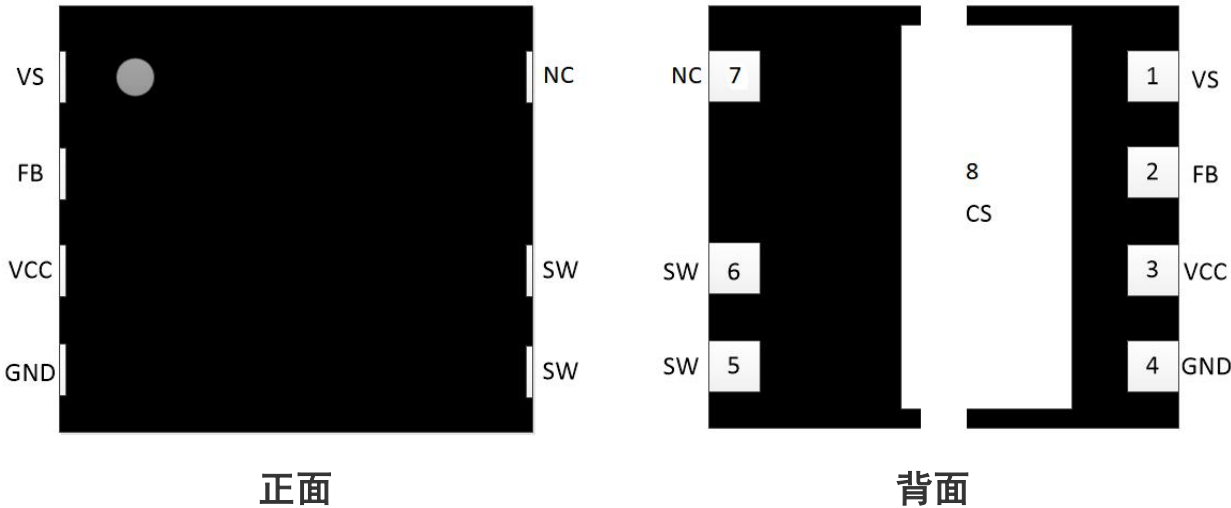 VS
NC
FB
VCC
SW
GND
SW
正面
NC 7
1 VS
2 FB
8
CS
SW 6
3 VCC
SW 5
4 GND
背面